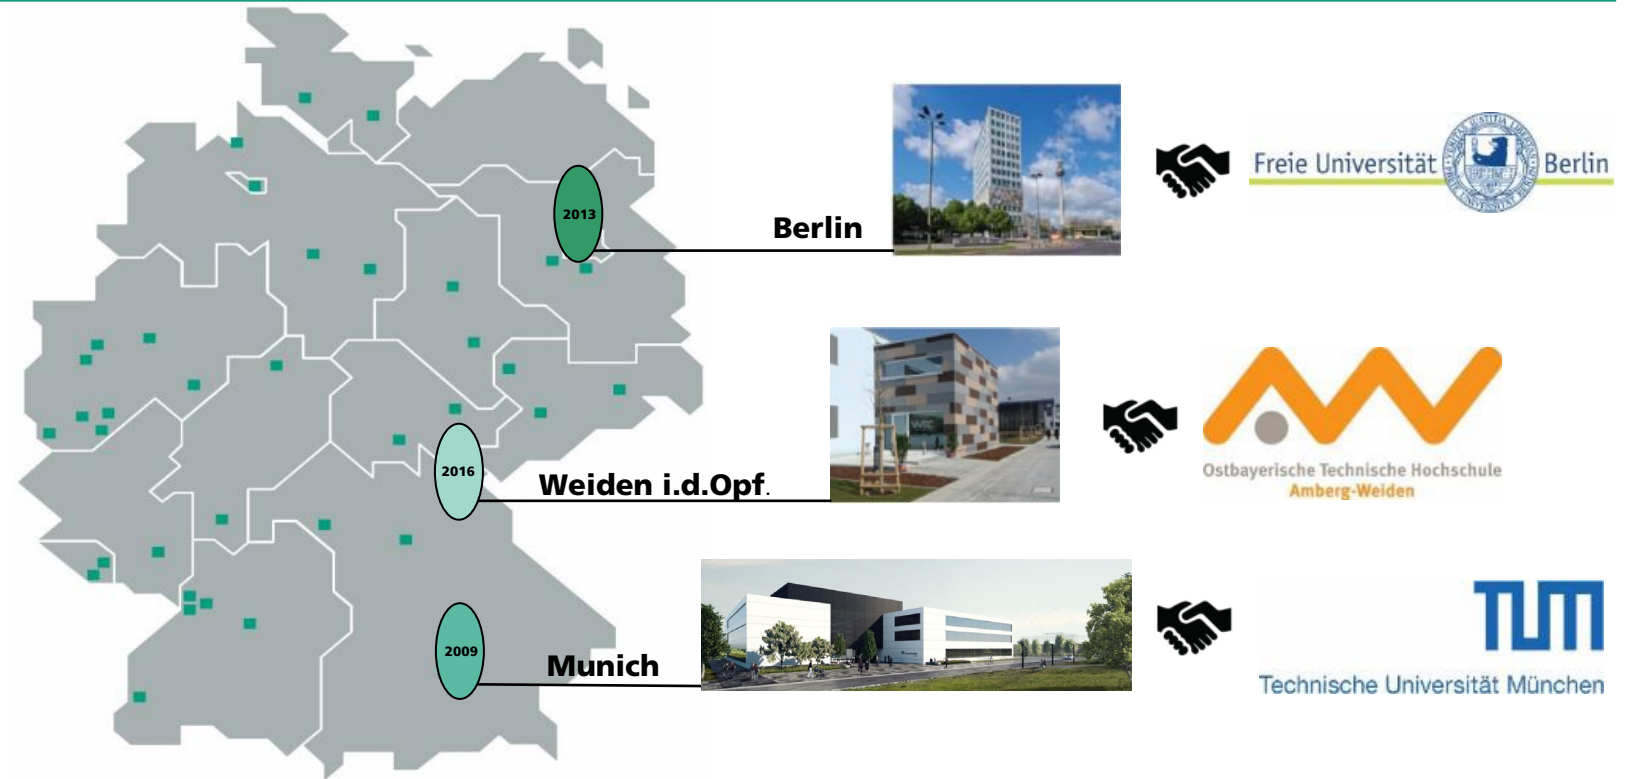 2013
Berlin
Freie Universität Berlin
2016
Weiden i.d.Opf.
WTC
Ostbayerische Technische Hochschule
Amberg-Weiden
2009
Munich
TUM
Technische Universität München